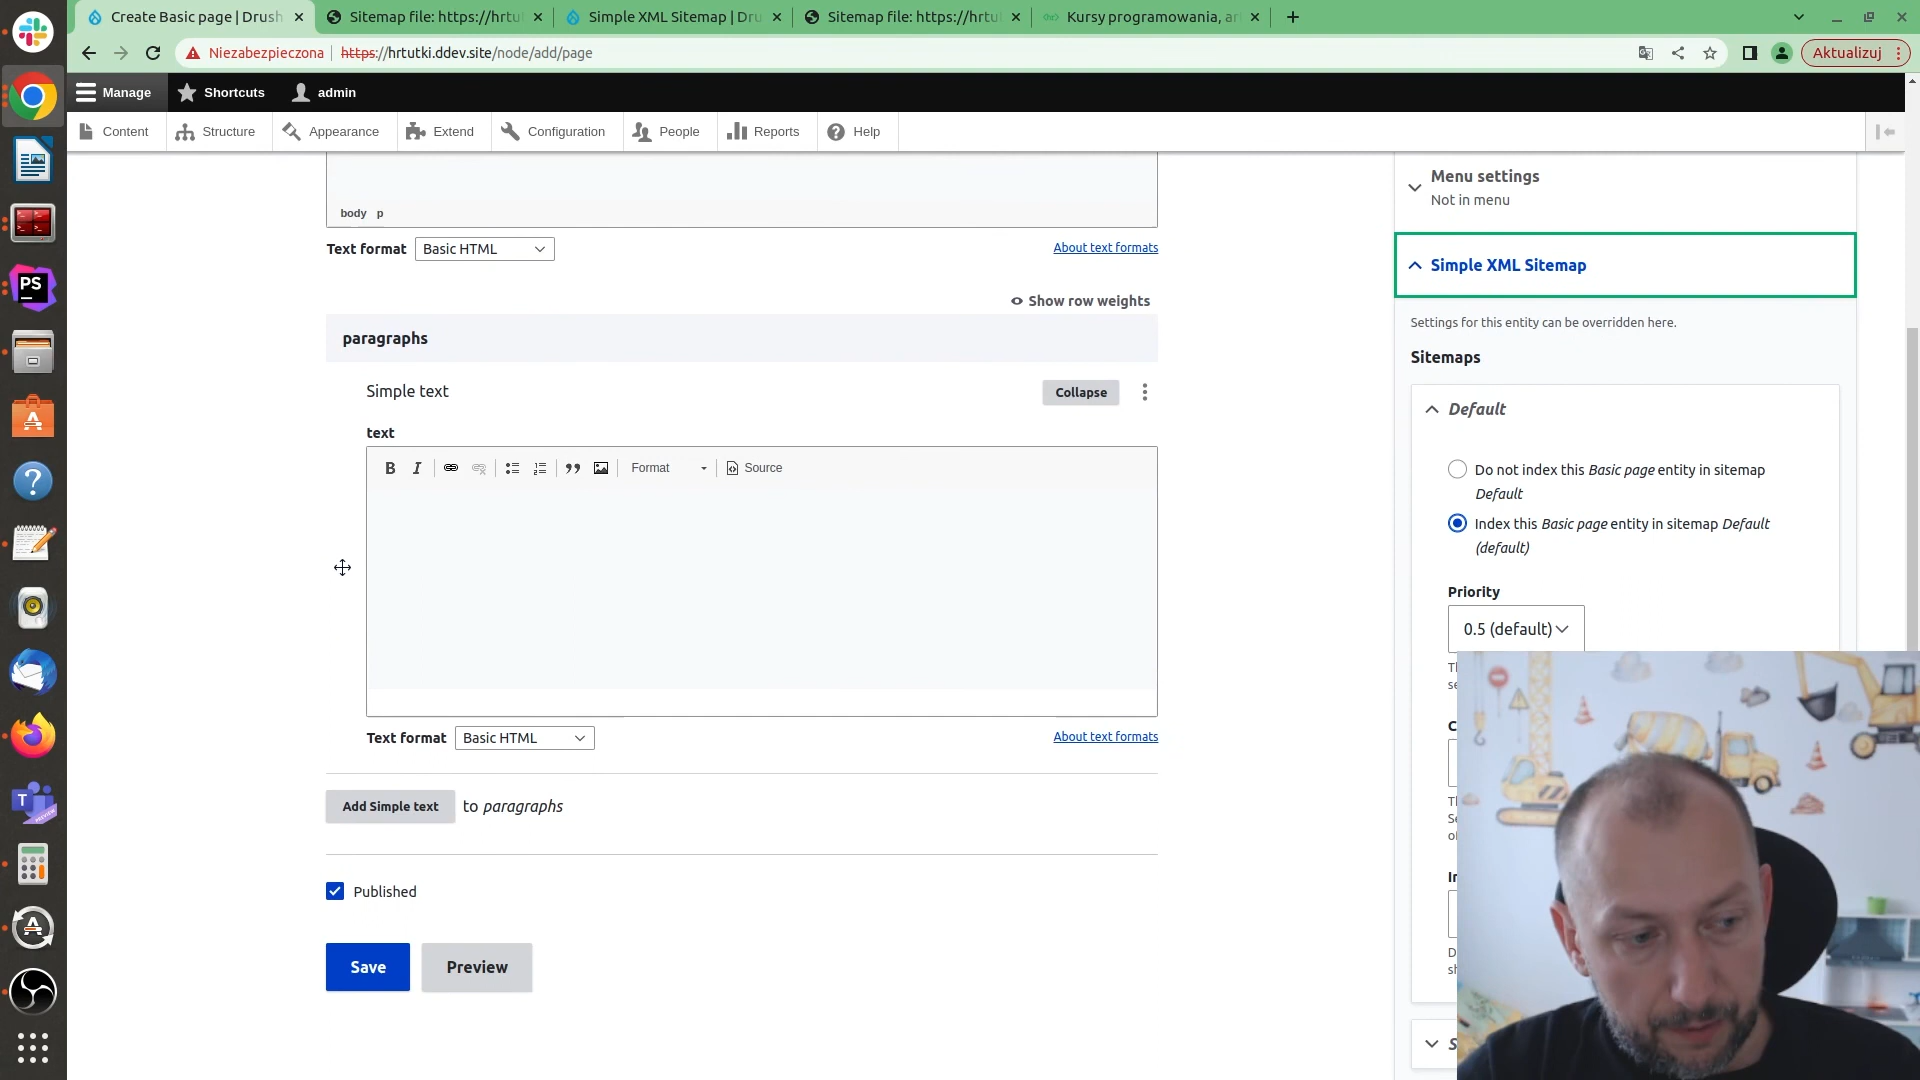 Create Basic page | Drush
Sitemap file: https://hrtut
Simple XML Sitemap | Dru
Sitemap file: https://hrtut
Kursy programowania, ar
Niezabezpieczona
https://hrtutki.ddev.site/node/add/page
Aktualizuj
Manage
Shortcuts
admin
Content
Structure
Appearance
Extend
Configuration
People
Reports
Help
body p
Text format
Basic HTML
About text formats
Show row weights
paragraphs
Simple text
Collapse
text
B I
Format
Source
Text format
Basic HTML
About text formats
Add Simple text to paragraphs
Published
Save
Preview
Menu settings
Not in menu
Simple XML Sitemap
Settings for this entity can be overridden here.
Sitemaps
Default
Do not index this Basic page entity in sitemap
Default
Index this Basic page entity in sitemap Default
(default)
Priority
0.5 (default)
PS
T